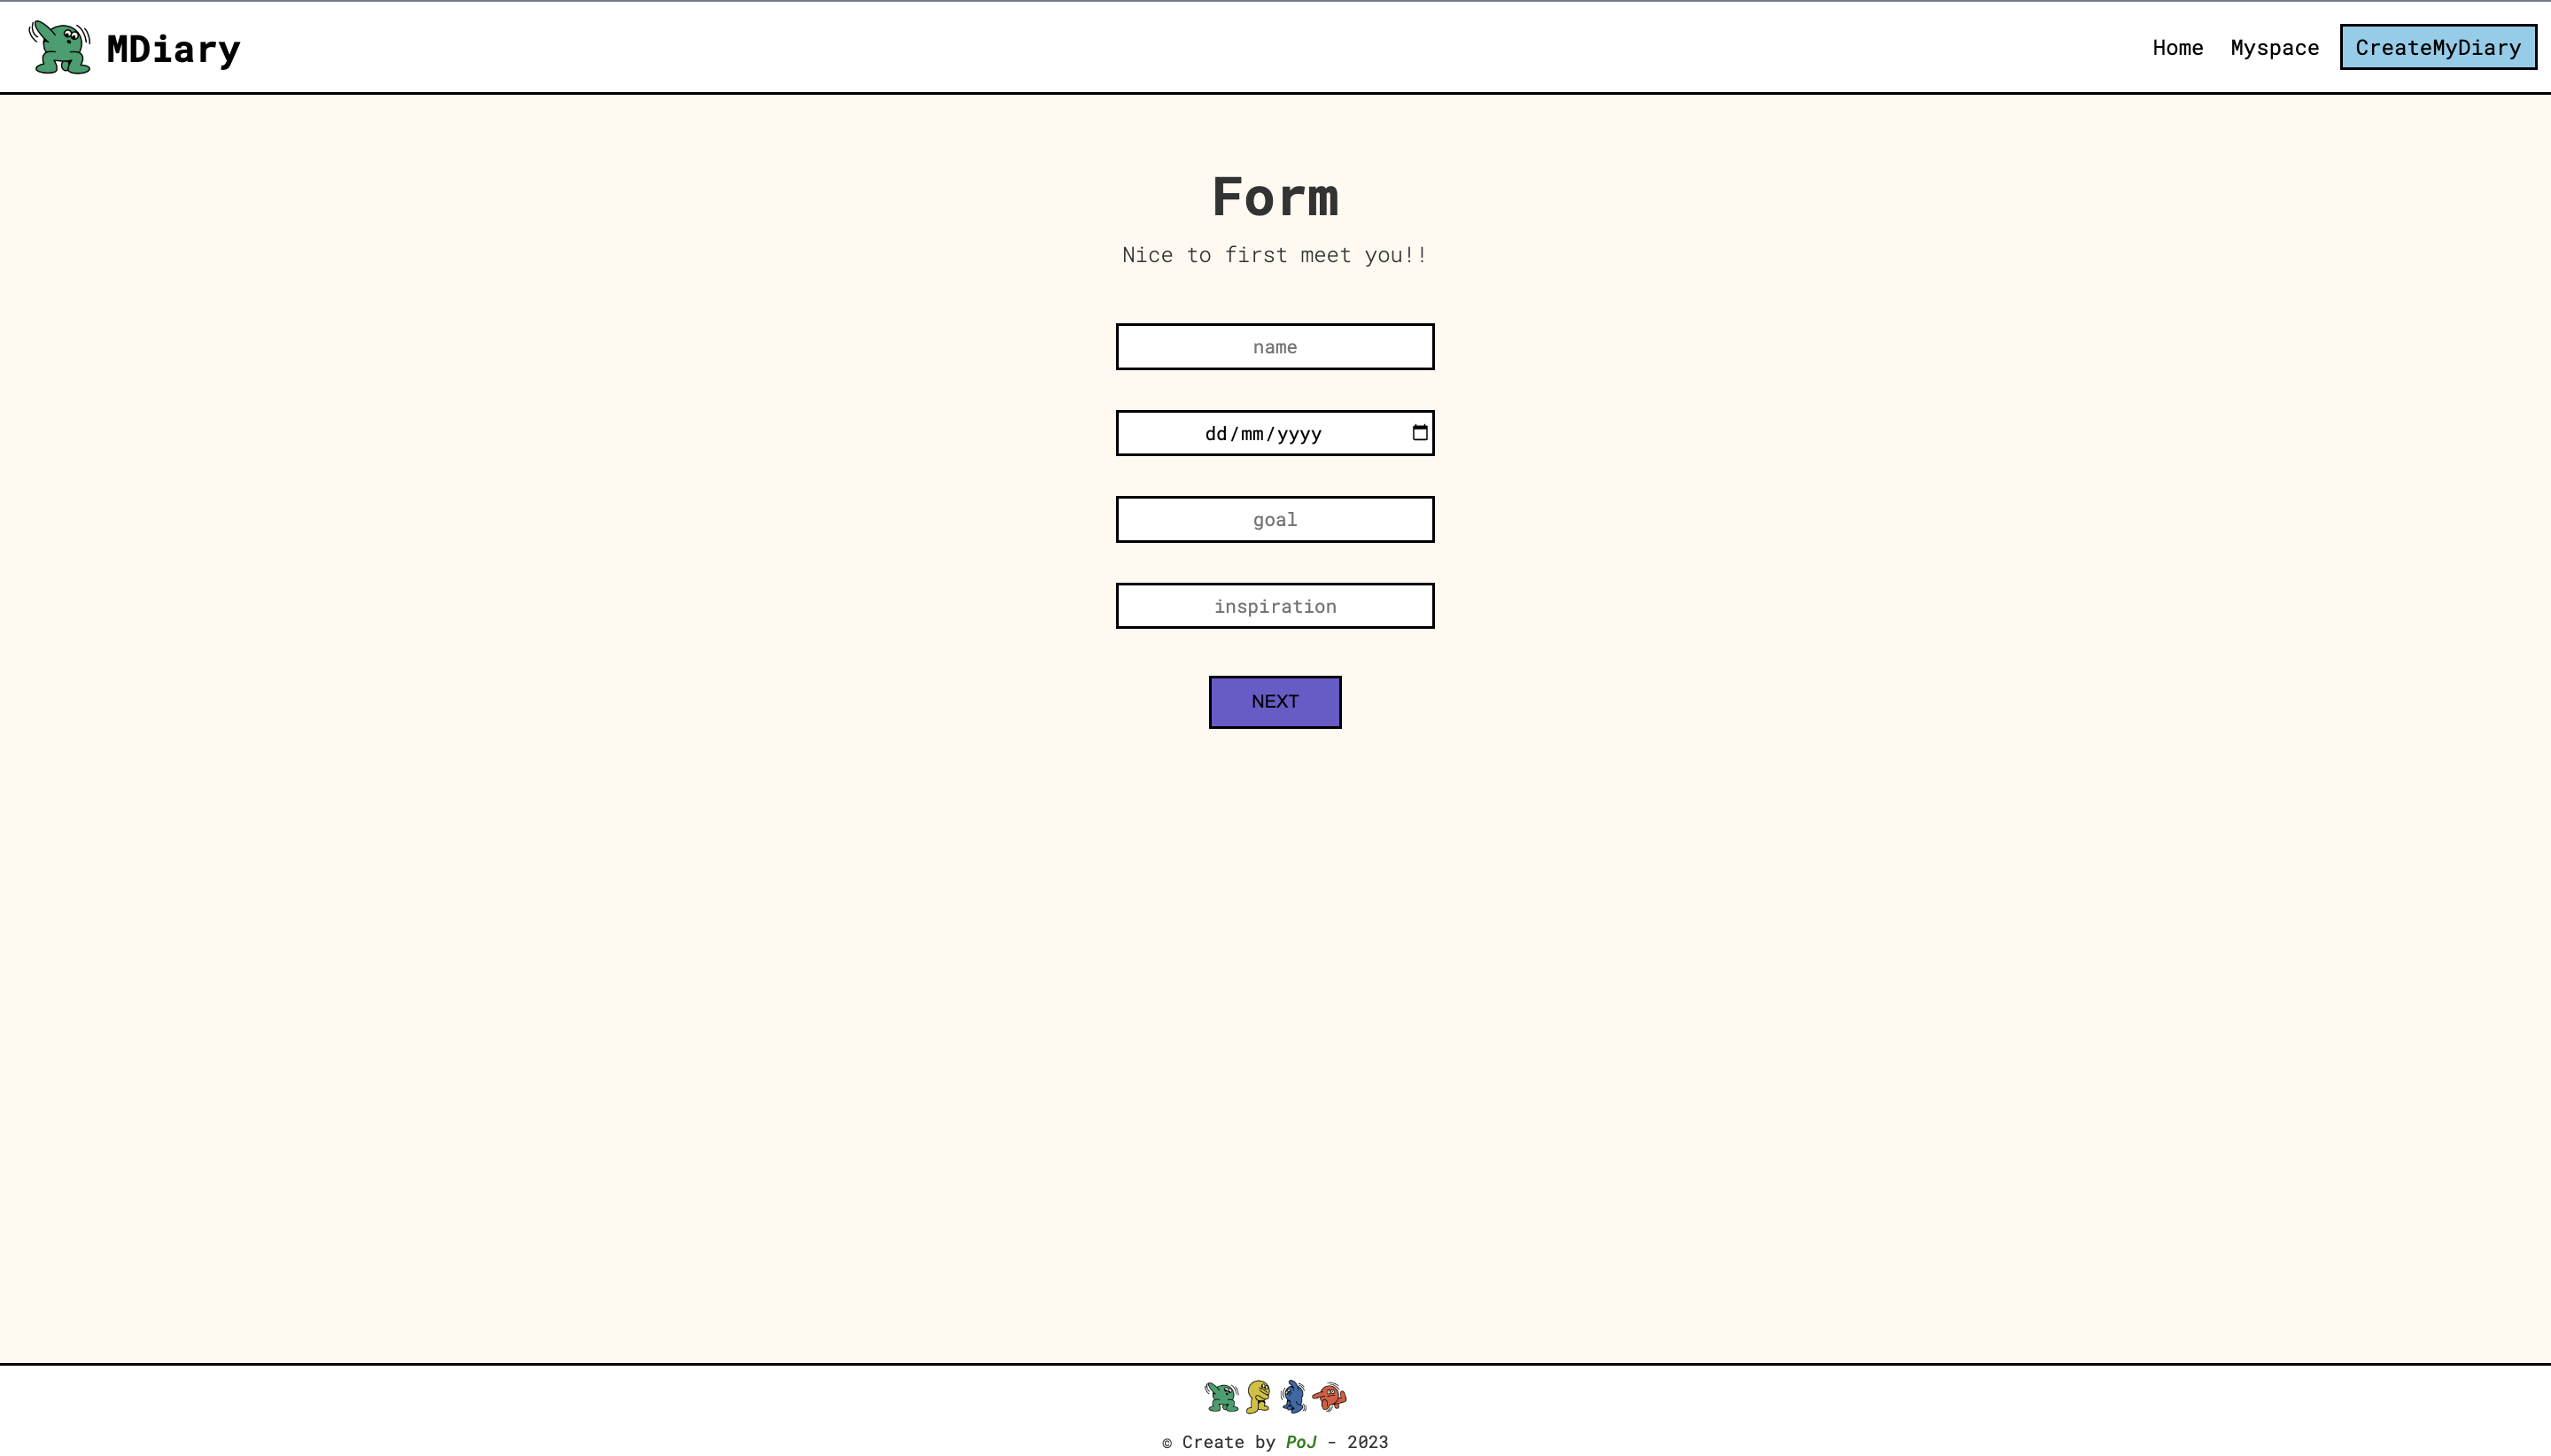 MDiary
Home Myspace CreateMyDiary
Form
Nice to first meet you!!
name
dd/mm/yyyy
goal
inspiration
NEXT
© Create by PoJ - 2023